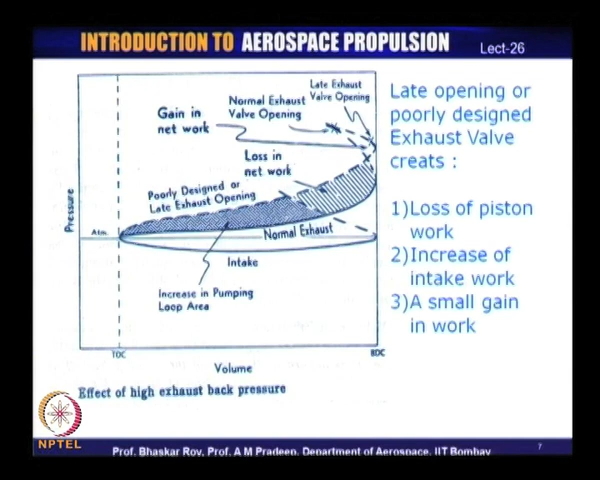 INTRODUCTION TO AEROSPACE PROPULSION
Lect-26
Late Exhaust
Valve Opening
Normal Exhaust
Valve Opening
Gain in
net work
Loss in
net work
Poorly Designed or
Late Exhaust Opening
Pressure
Atm.
Normal Exhaust
Intake
Increase in Pumping
Loop Area
TDC
BDC
Volume
Effect of high exhaust back pressure
Late opening or
poorly designed
Exhaust Valve
creats :
1)Loss of piston
work
2)Increase of
intake work
3)A small gain
in work
NPTEL
Prof. Bhaskar Roy, Prof. A M Pradeep, Department of Aerospace, IIT Bombay
7